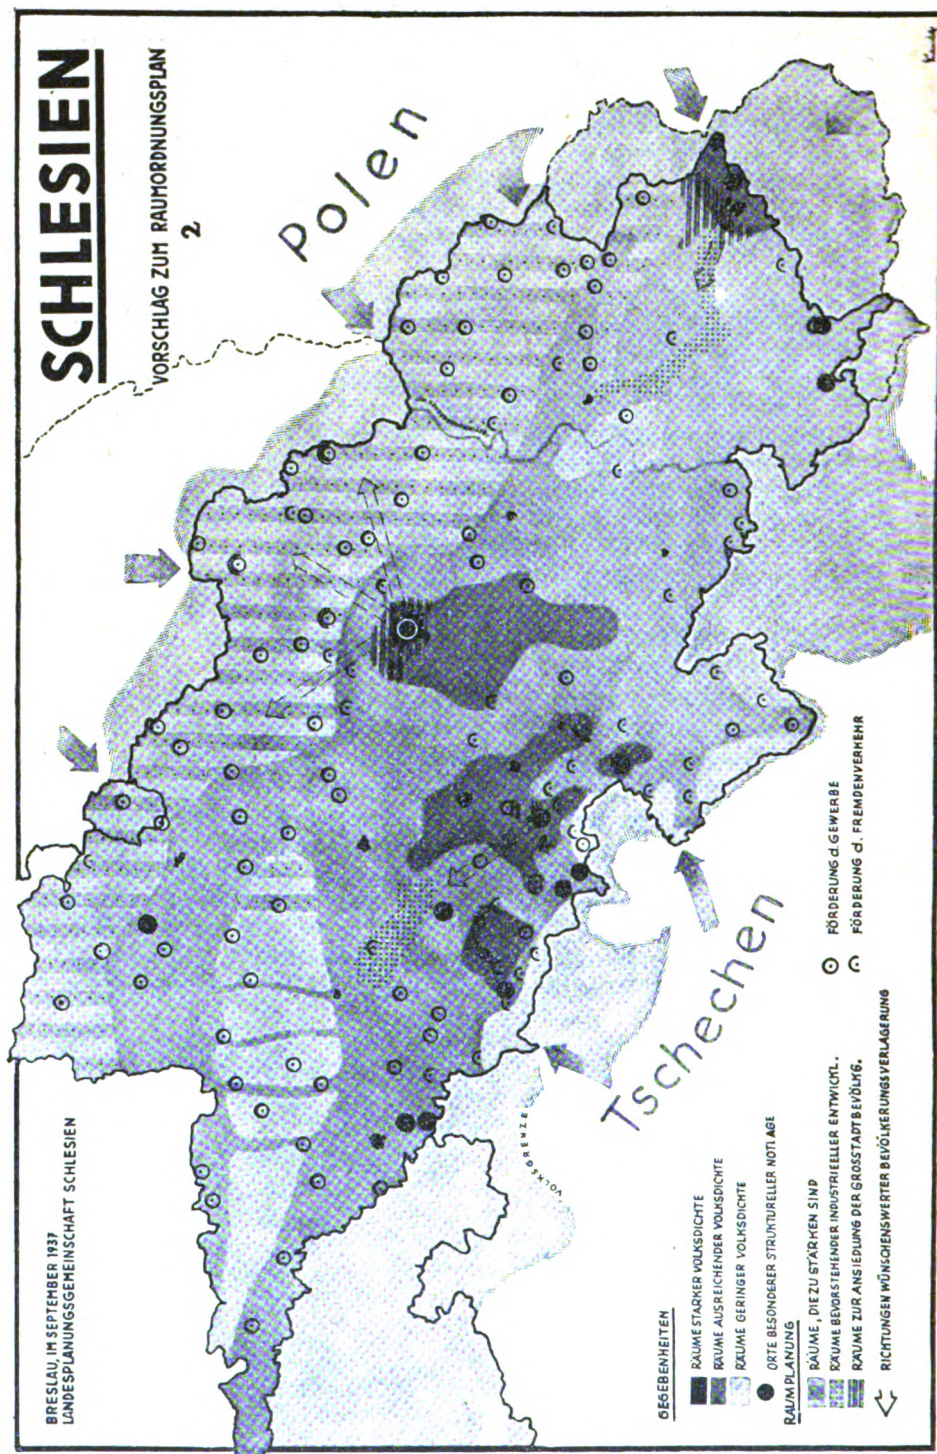 SCHLESIEN
VORSCHLAG ZUM RAUMORDNUNGSPLAN
2
BRESLAU, IM SEPTEMBER 1937
LANDESPLANUNGSGEMEINSCHAFT SCHLESIEN
Polen
Tschechen
VOLKSGRENZE
GEGEBENHEITEN
RÄUME STARKER VOLKSDICHTE
RÄUME AUSREICHENDER VOLKSDICHTE
RÄUME GERINGER VOLKSDICHTE
ORTE BESONDERER STRUKTURELLER NOTLAGE
RAUMPLANUNG
RÄUME, DIE ZU STÄRKEN SIND
RÄUME BEVORSTEHENDER INDUSTRIELLER ENTWICKL.
RÄUME ZUR ANSIEDLUNG DER GROSSTADTBEVÖLKG.
RICHTUNGEN WÜNSCHENSWERTER BEVÖLKERUNGSVERLAGERUNG
FÖRDERUNG d. GEWERBE
FÖRDERUNG d. FREMDENVERKEHR